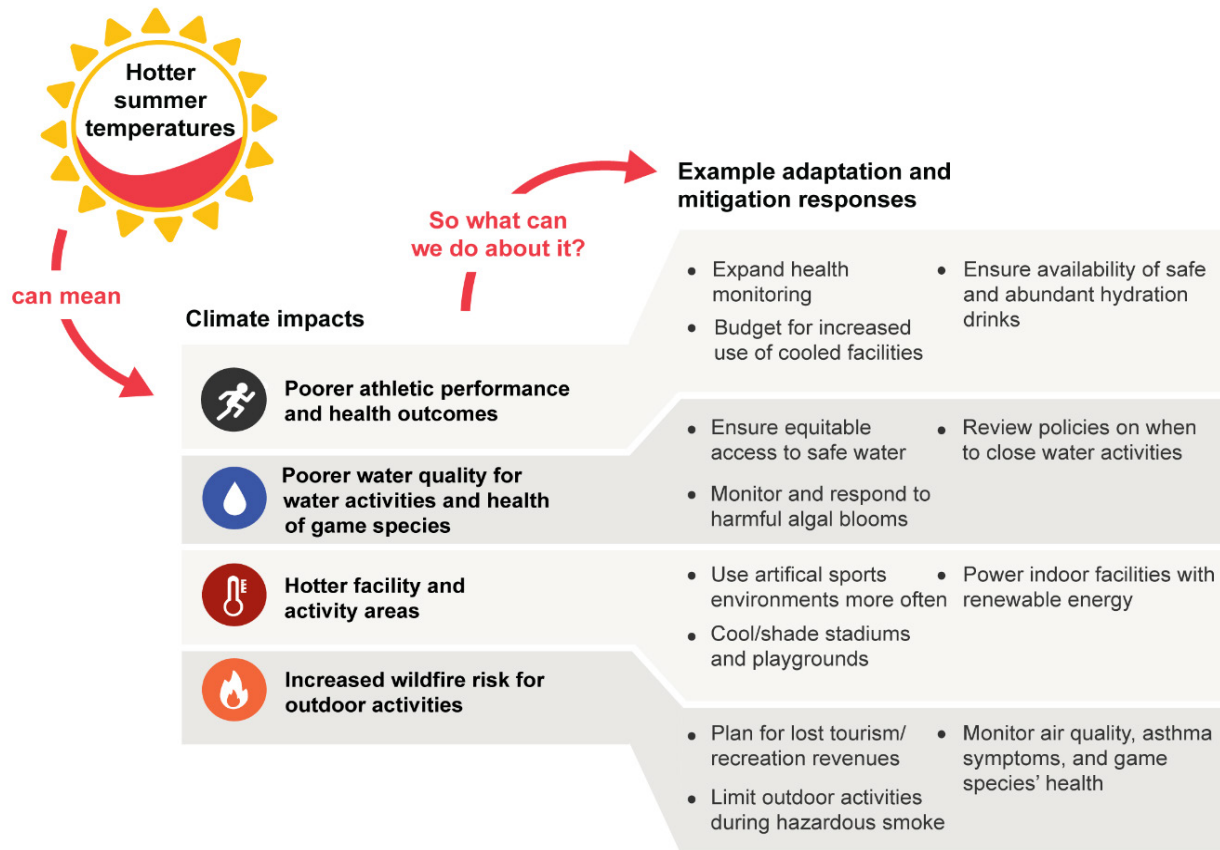 Hotter
summer
temperatures
can mean
So what can
we do about it?
Climate impacts
Poorer athletic performance
and health outcomes
Poorer water quality for
water activities and health
of game species
Hotter facility and
activity areas
Increased wildfire risk for
outdoor activities
Example adaptation and
mitigation responses
• Expand health
monitoring
• Budget for increased
use of cooled facilities
• Ensure availability of safe
and abundant hydration
drinks
• Ensure equitable
access to safe water
• Monitor and respond to
harmful algal blooms
• Review policies on when
to close water activities
• Use artifical sports
environments more often
• Cool/shade stadiums
and playgrounds
• Power indoor facilities with
renewable energy
• Plan for lost tourism/
recreation revenues
• Limit outdoor activities
during hazardous smoke
• Monitor air quality, asthma
symptoms, and game
species’ health